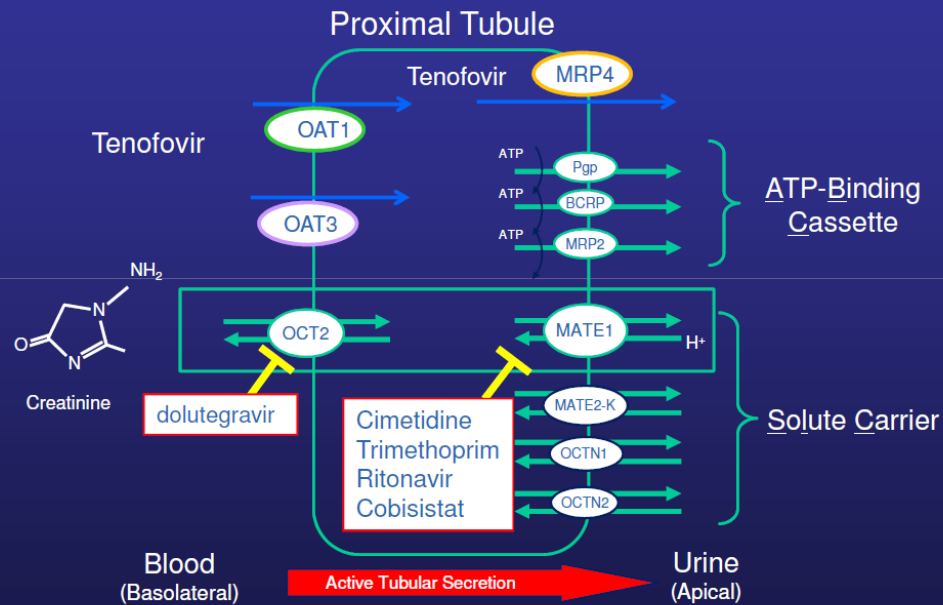 Proximal Tubule
Tenofovir
MRP4
OAT1
Tenofovir
ATP
Pgp
ATP
BCRP
ATP
MRP2
ATP-Binding
Cassette
OAT3
NH2
N
O
N
Creatinine
OCT2
MATE1
H+
dolutegravir
Cimetidine
Trimethoprim
Ritonavir
Cobisistat
MATE2-K
OCTN1
OCTN2
Solute Carrier
Blood
(Basolateral)
Active Tubular Secretion
Urine
(Apical)